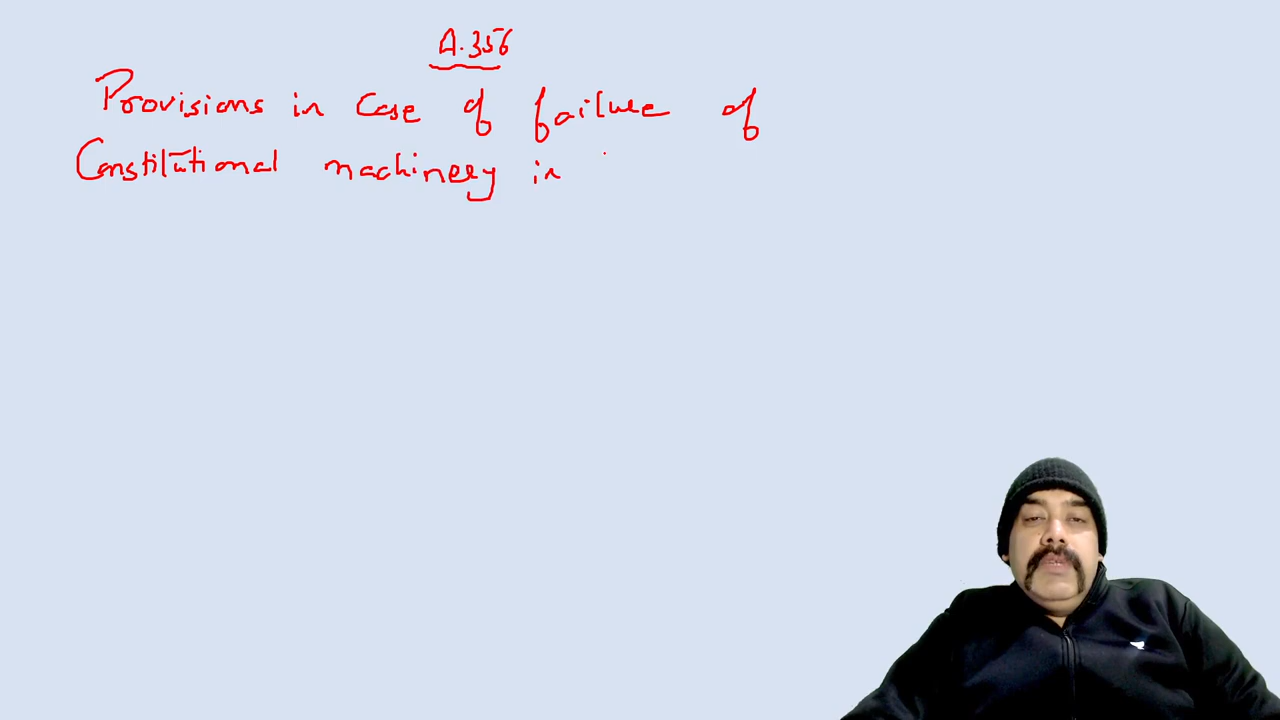 A.356
Provisions in case of failure of
Constitutional machinery in